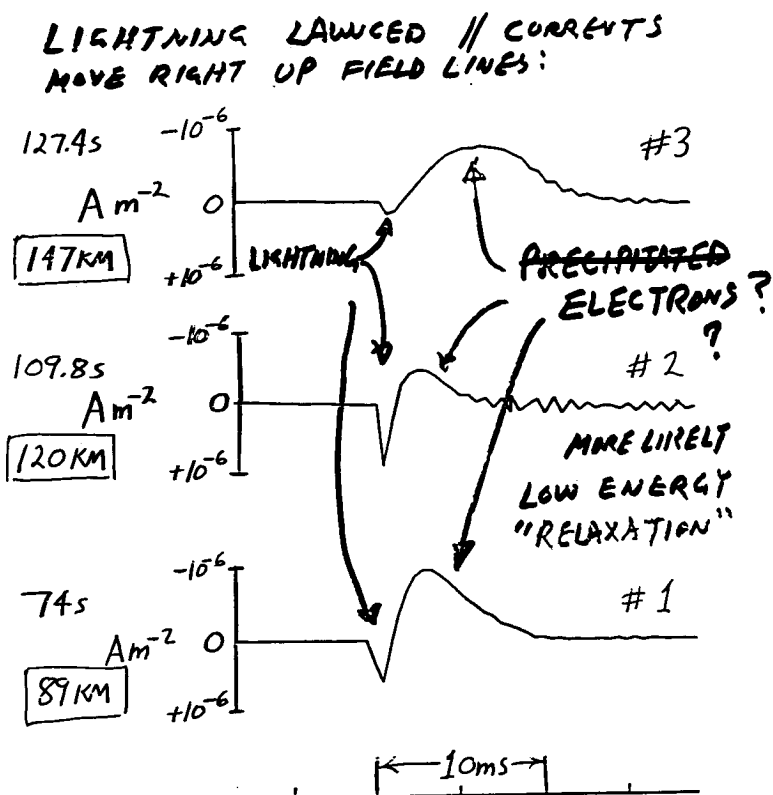 LIGHTNING LAUNCED // CURRENTS
MOVE RIGHT UP FIELD LINES:
127.4s
-10⁻⁶
#3
A m⁻²
0
147KM
+10⁻⁶
LIGHTNING
PRECIPITATED
ELECTRONS?
?
-10⁻⁶
109.8s
#2
A m⁻²
0
120KM
+10⁻⁶
MORE LIKELY
LOW ENERGY
"RELAXATION"
-10⁻⁶
74s
#1
Am⁻²
0
89KM
+10⁻⁶
10ms